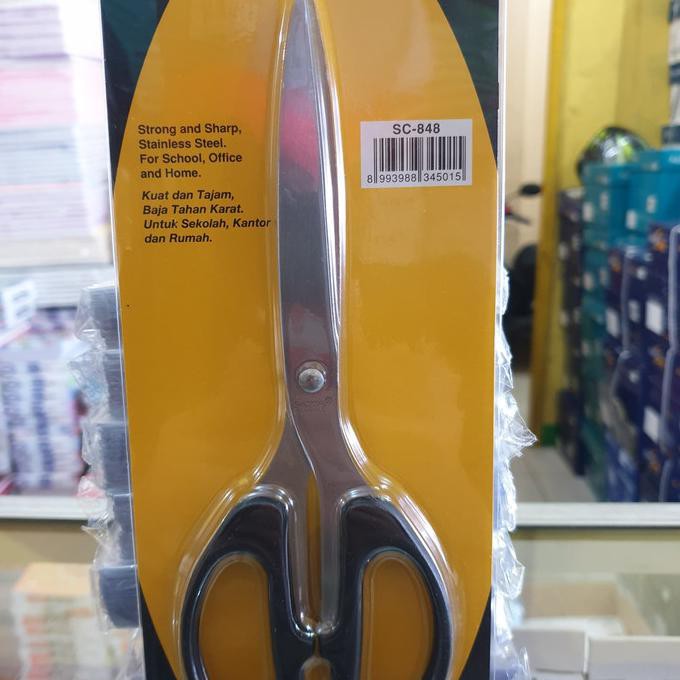 Strong and Sharp,
Stainless Steel.
For School, Office
and Home.
Kuat dan Tajam,
Baja Tahan Karat.
Untuk Sekolah, Kantor
dan Rumah.
SC-848
8 993988 345015